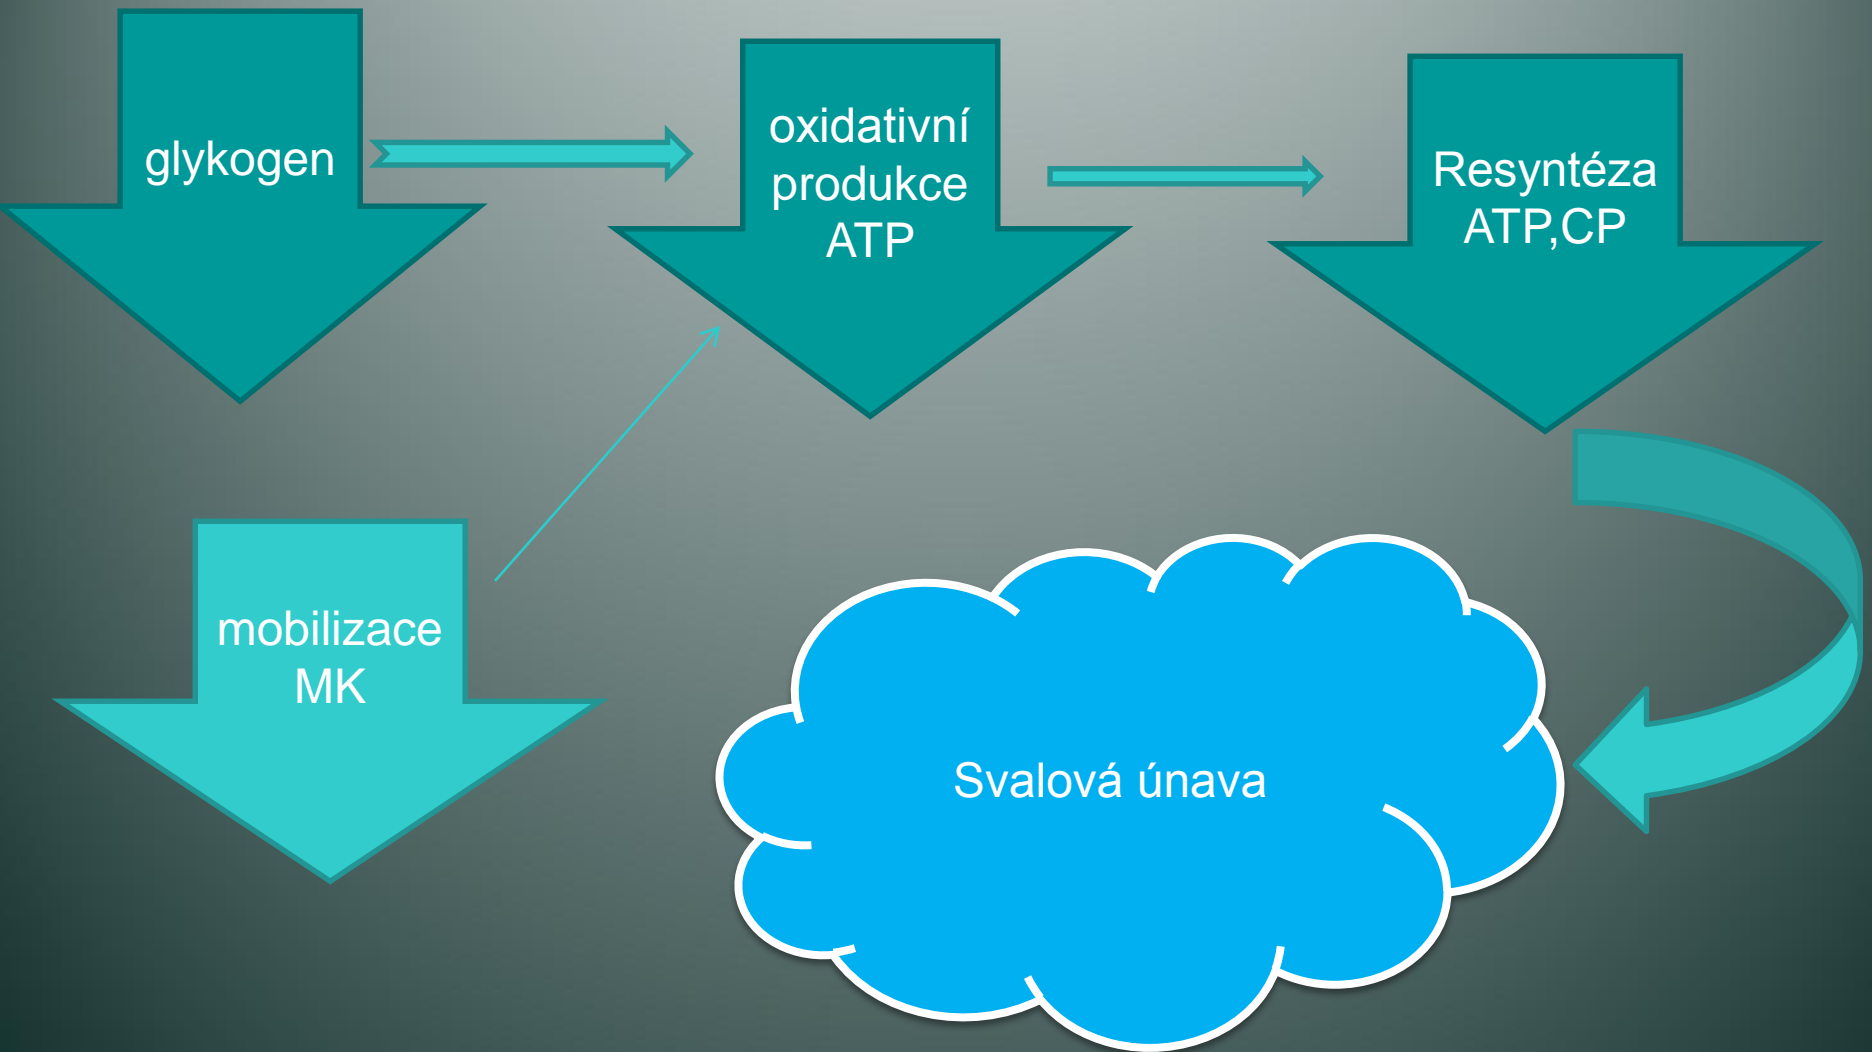 glykogen
oxidativní
produkce
ATP
Resyntéza
ATP,CP
mobilizace
MK
Svalová únava